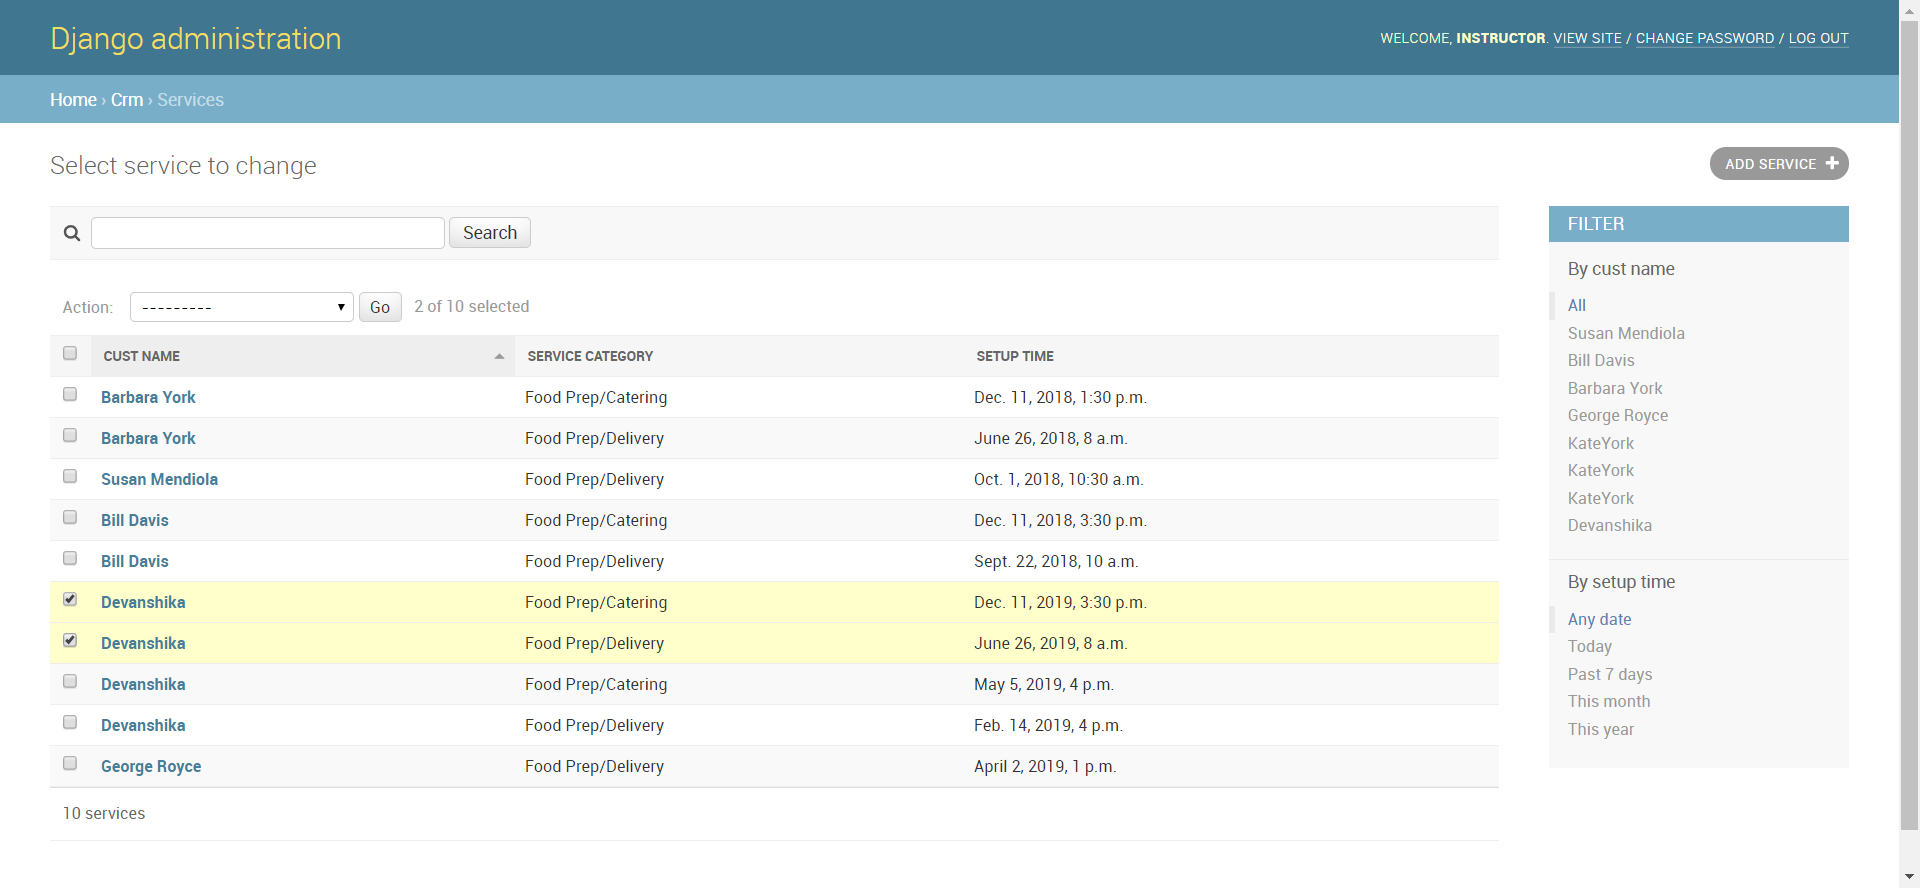 Django administration
WELCOME, INSTRUCTOR. VIEW SITE / CHANGE PASSWORD / LOG OUT
Home › Crm › Services
Select service to change
ADD SERVICE +
Search
Action: --------- Go 2 of 10 selected
CUST NAME SERVICE CATEGORY SETUP TIME
Barbara York Food Prep/Catering Dec. 11, 2018, 1:30 p.m.
Barbara York Food Prep/Delivery June 26, 2018, 8 a.m.
Susan Mendiola Food Prep/Delivery Oct. 1, 2018, 10:30 a.m.
Bill Davis Food Prep/Catering Dec. 11, 2018, 3:30 p.m.
Bill Davis Food Prep/Delivery Sept. 22, 2018, 10 a.m.
Devanshika Food Prep/Catering Dec. 11, 2019, 3:30 p.m.
Devanshika Food Prep/Delivery June 26, 2019, 8 a.m.
Devanshika Food Prep/Catering May 5, 2019, 4 p.m.
Devanshika Food Prep/Delivery Feb. 14, 2019, 4 p.m.
George Royce Food Prep/Delivery April 2, 2019, 1 p.m.
10 services
FILTER
By cust name
All
Susan Mendiola
Bill Davis
Barbara York
George Royce
KateYork
KateYork
KateYork
Devanshika
By setup time
Any date
Today
Past 7 days
This month
This year